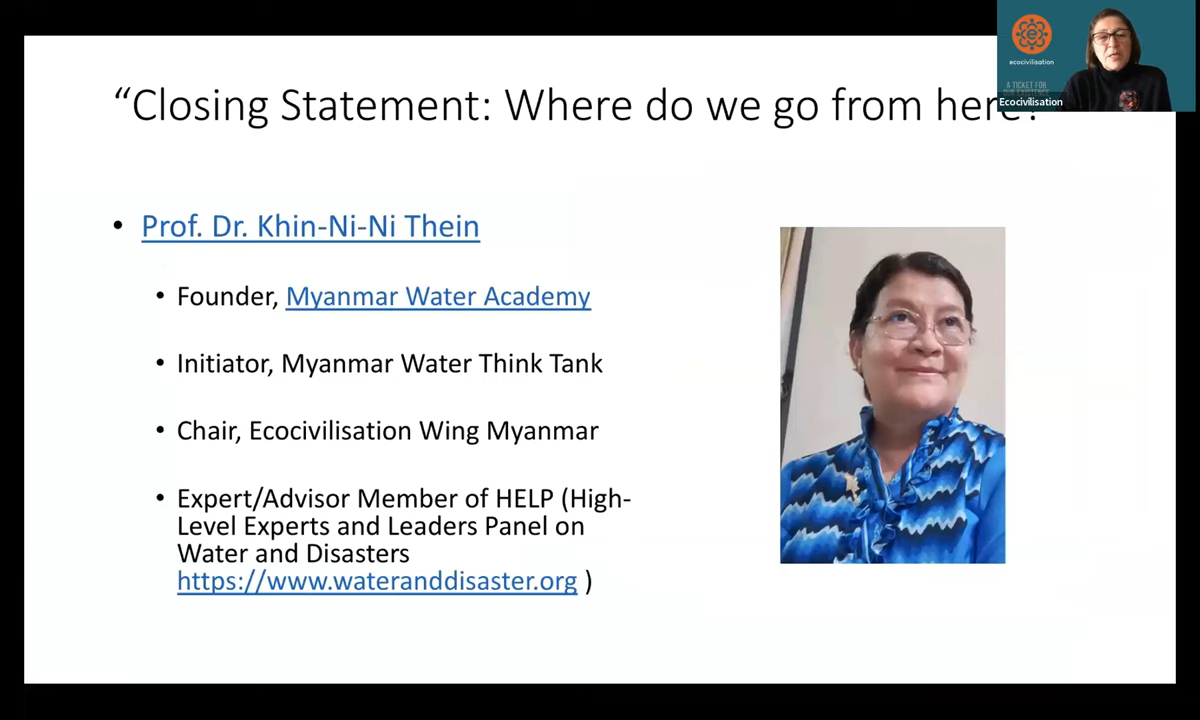 ecocivilisation
A TICKET FOR
Ecocivilisation
“Closing Statement: Where do we go from here?
• Prof. Dr. Khin-Ni-Ni Thein
• Founder, Myanmar Water Academy
• Initiator, Myanmar Water Think Tank
• Chair, Ecocivilisation Wing Myanmar
• Expert/Advisor Member of HELP (High-
Level Experts and Leaders Panel on
Water and Disasters
https://www.wateranddisaster.org )